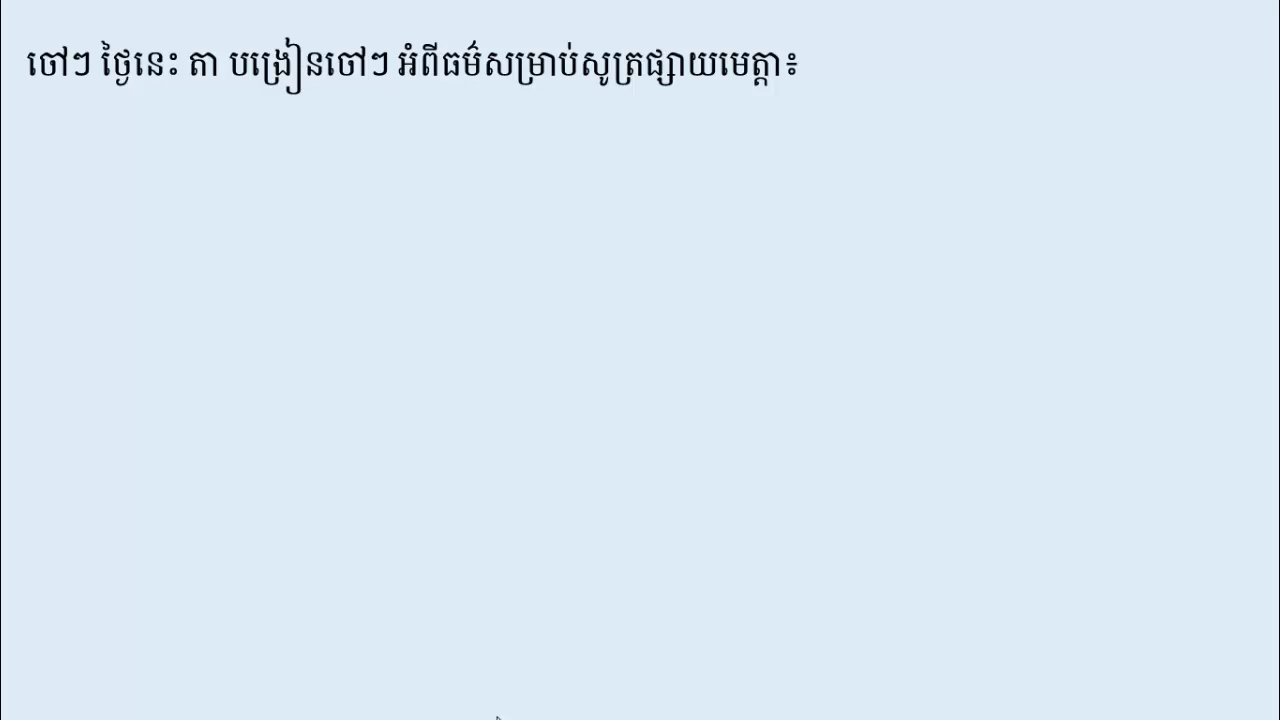 ចៅៗ ថ្ងៃនេះ តា បង្រៀនចៅៗ អំពីធម៌សម្រាប់សូត្រផ្សាយមេត្តា៖